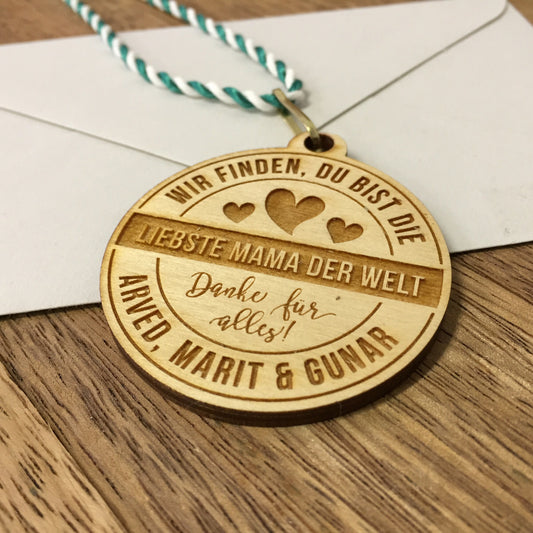 WIR FINDEN, DU BIST DIE
LIEBSTE MAMA DER WELT
Danke für
alles!
ARVED, MARIT & GUNAR